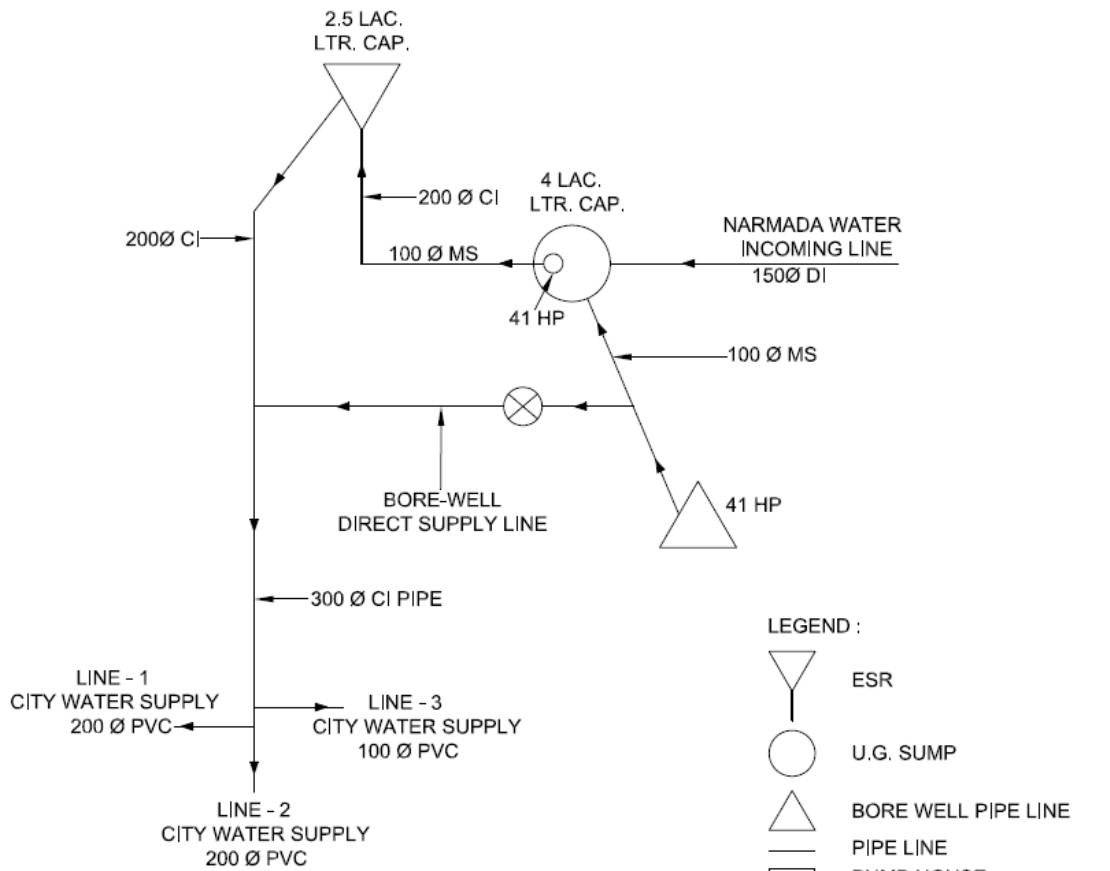 2.5 LAC.
LTR. CAP.
200 Ø CI
4 LAC.
LTR. CAP.
NARMADA WATER
INCOMING LINE
150Ø DI
200Ø CI
100 Ø MS
41 HP
100 Ø MS
BORE-WELL
DIRECT SUPPLY LINE
41 HP
300 Ø CI PIPE
LINE - 1
CITY WATER SUPPLY
200 Ø PVC
LINE - 3
CITY WATER SUPPLY
100 Ø PVC
LINE - 2
CITY WATER SUPPLY
200 Ø PVC
LEGEND :
ESR
U.G. SUMP
BORE WELL PIPE LINE
PIPE LINE